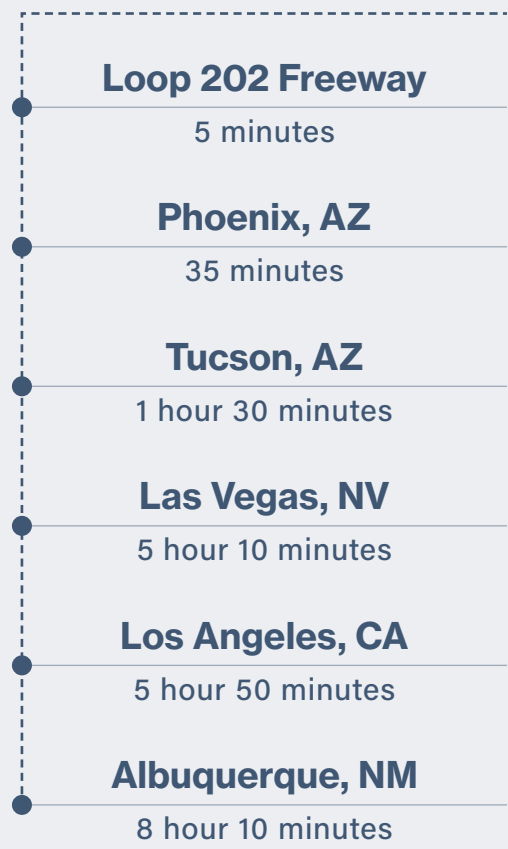 Loop 202 Freeway
5 minutes
Phoenix, AZ
35 minutes
Tucson, AZ
1 hour 30 minutes
Las Vegas, NV
5 hour 10 minutes
Los Angeles, CA
5 hour 50 minutes
Albuquerque, NM
8 hour 10 minutes